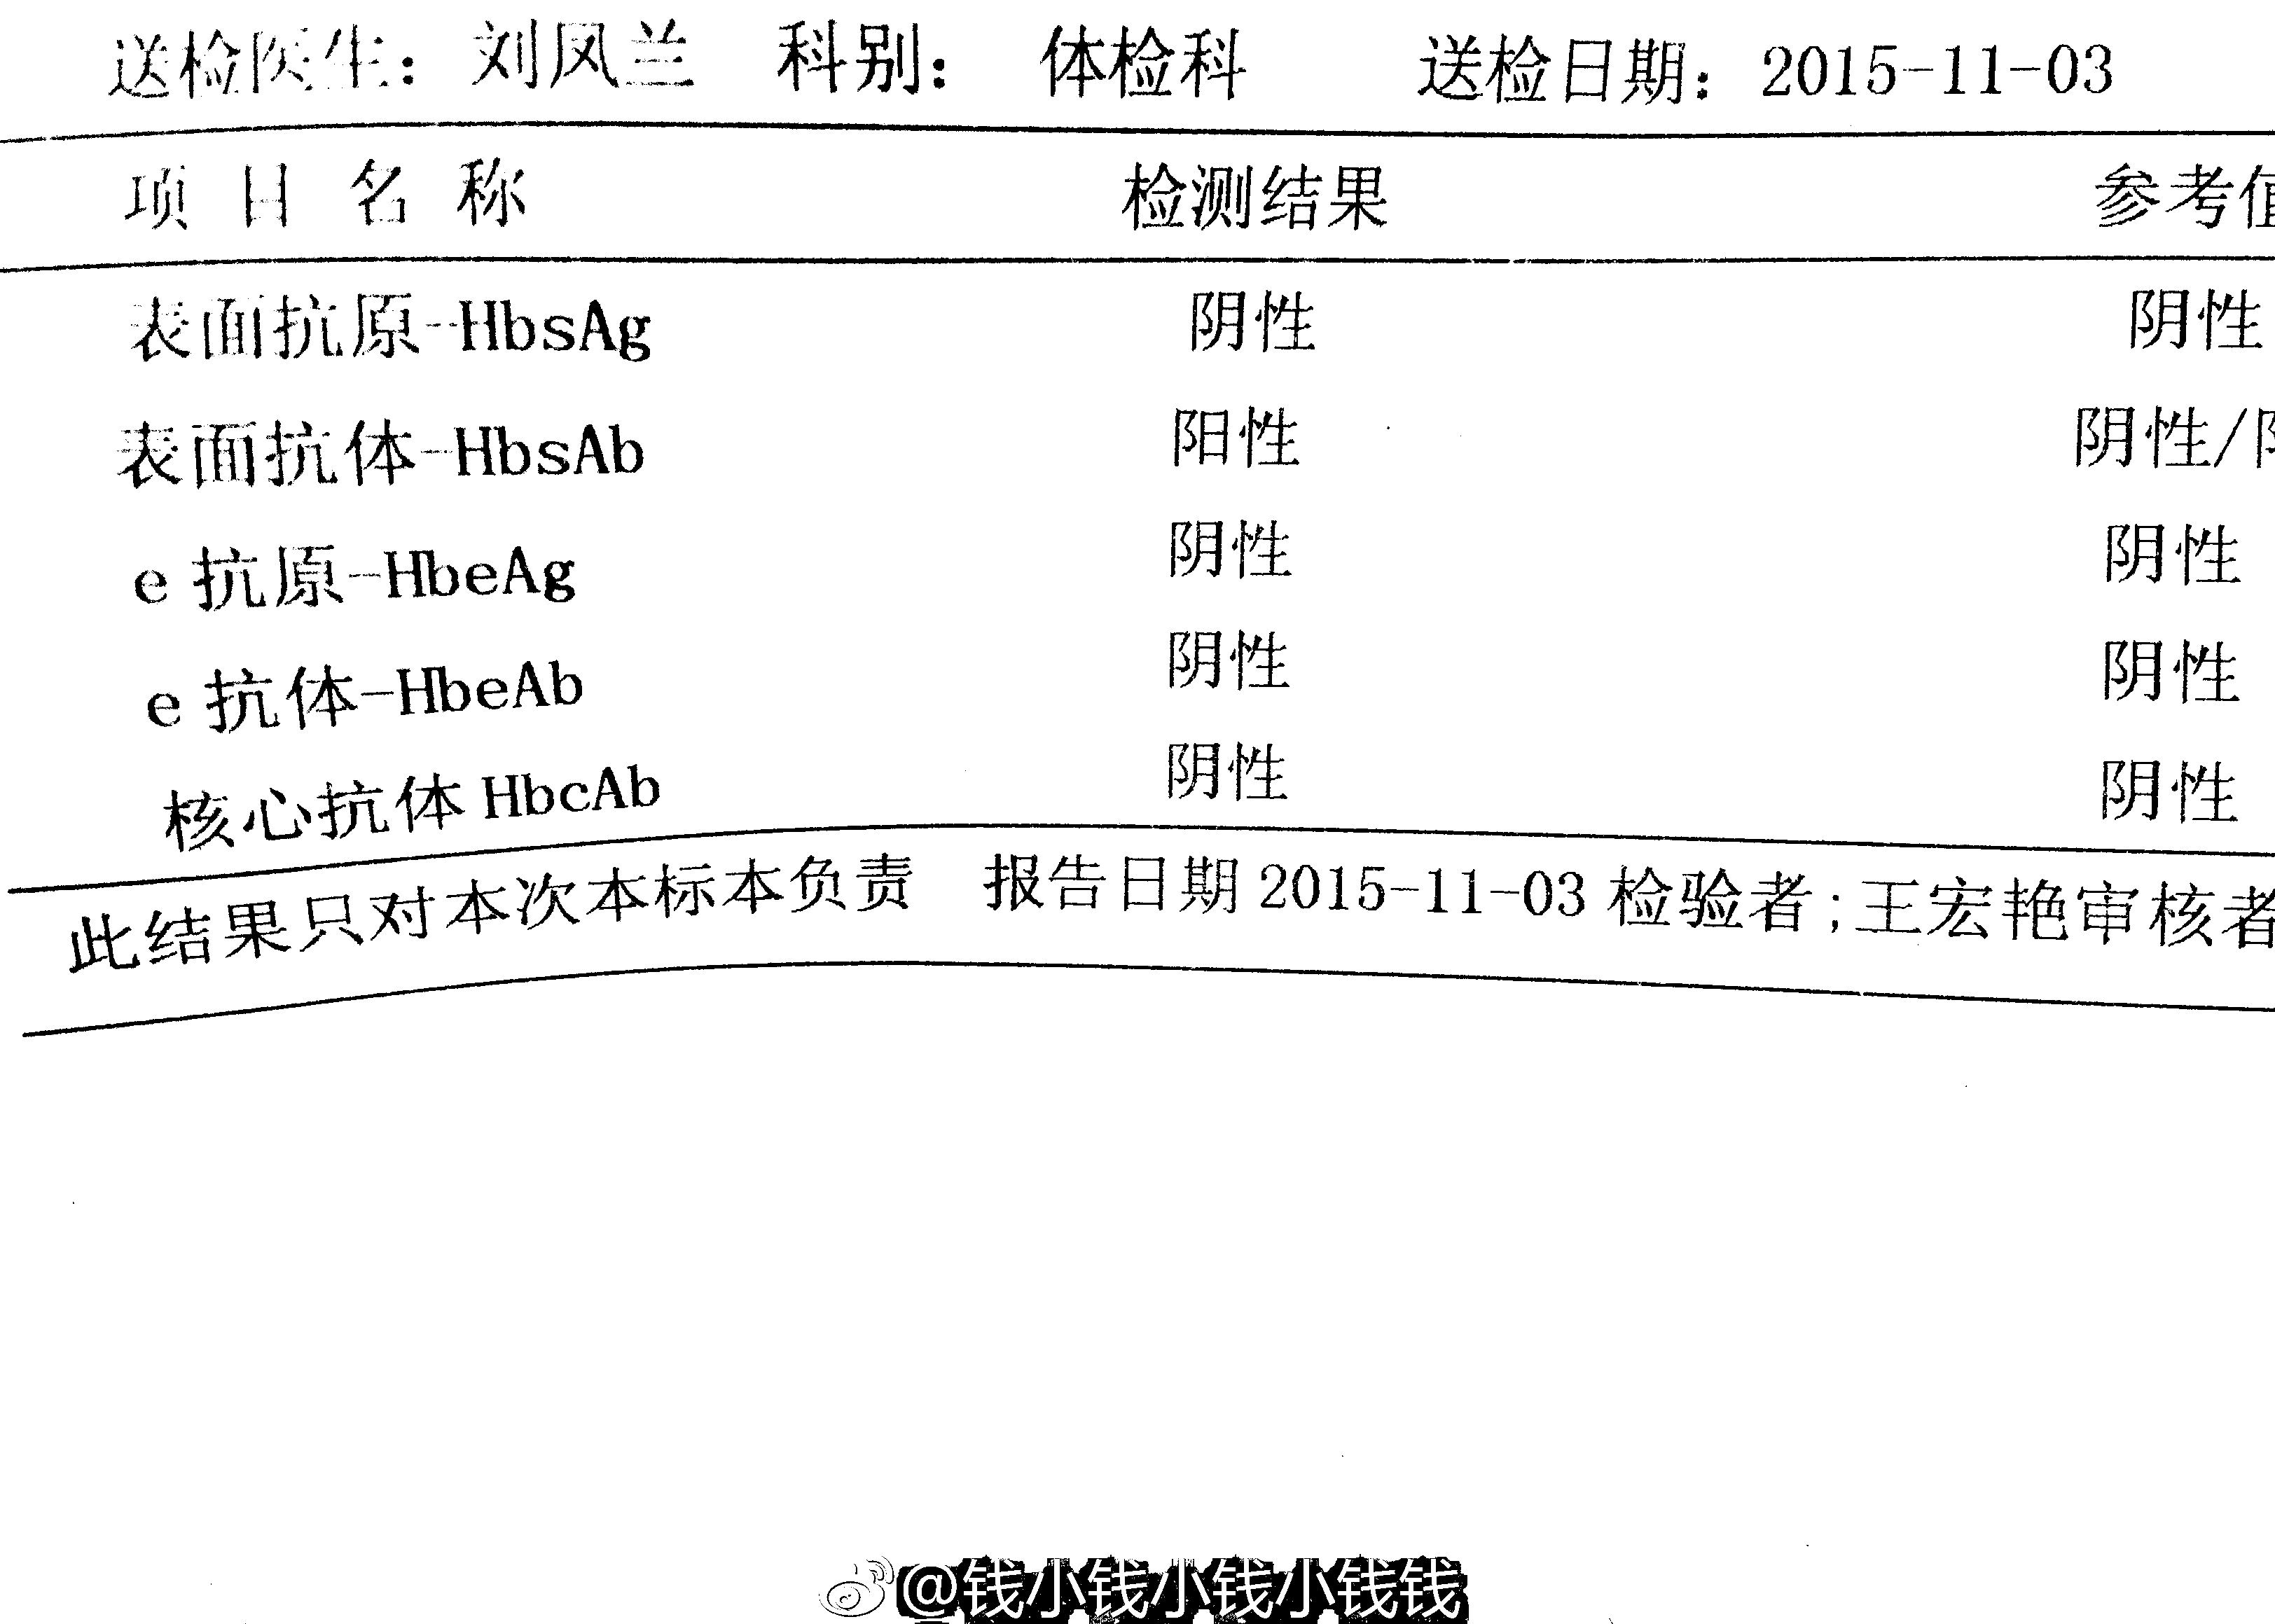 送检医生：刘凤兰 科别： 体检科 送检日期：2015-11-03
项目名称 检测结果 参考值
表面抗原--HbsAg 阴性 阴性
表面抗体--HbsAb 阳性 阴性/阳
e 抗原--HbeAg 阴性 阴性
e 抗体--HbeAb 阴性 阴性
核心抗体 HbcAb 阴性 阴性
此结果只对本次本标本负责 报告日期 2015-11-03 检验者;王宏艳审核者
@钱小钱小钱小钱钱